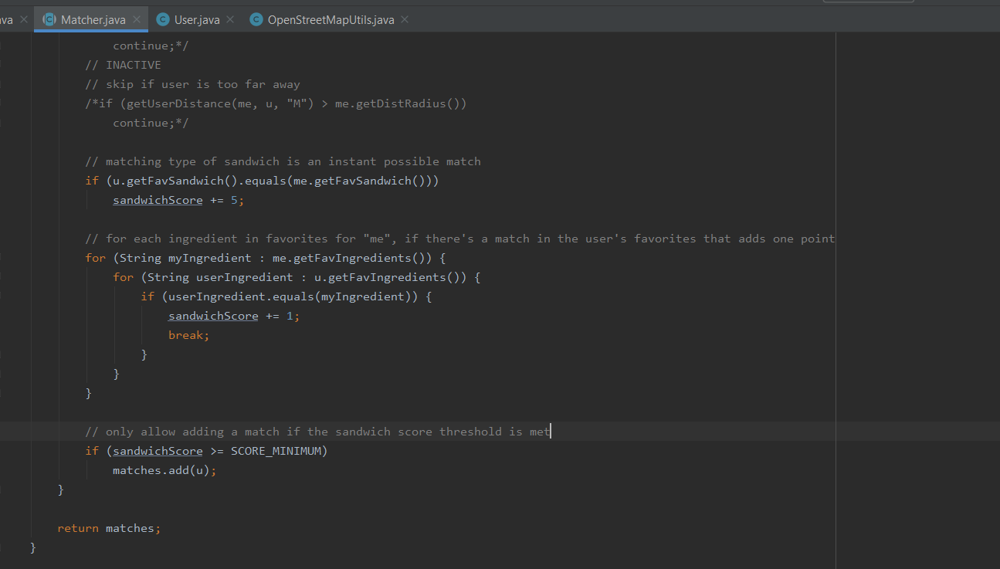 va Matcher.java User.java OpenStreetMapUtils.java
continue;*/
// INACTIVE
// skip if user is too far away
/*if (getUserDistance(me, u, "M") > me.getDistRadius())
continue;*/
// matching type of sandwich is an instant possible match
if (u.getFavSandwich().equals(me.getFavSandwich()))
sandwichScore += 5;
// for each ingredient in favorites for "me", if there's a match in the user's favorites that adds one point
for (String myIngredient : me.getFavIngredients()) {
for (String userIngredient : u.getFavIngredients()) {
if (userIngredient.equals(myIngredient)) {
sandwichScore += 1;
break;
}
}
}
// only allow adding a match if the sandwich score threshold is met
if (sandwichScore >= SCORE_MINIMUM)
matches.add(u);
}
return matches;
}